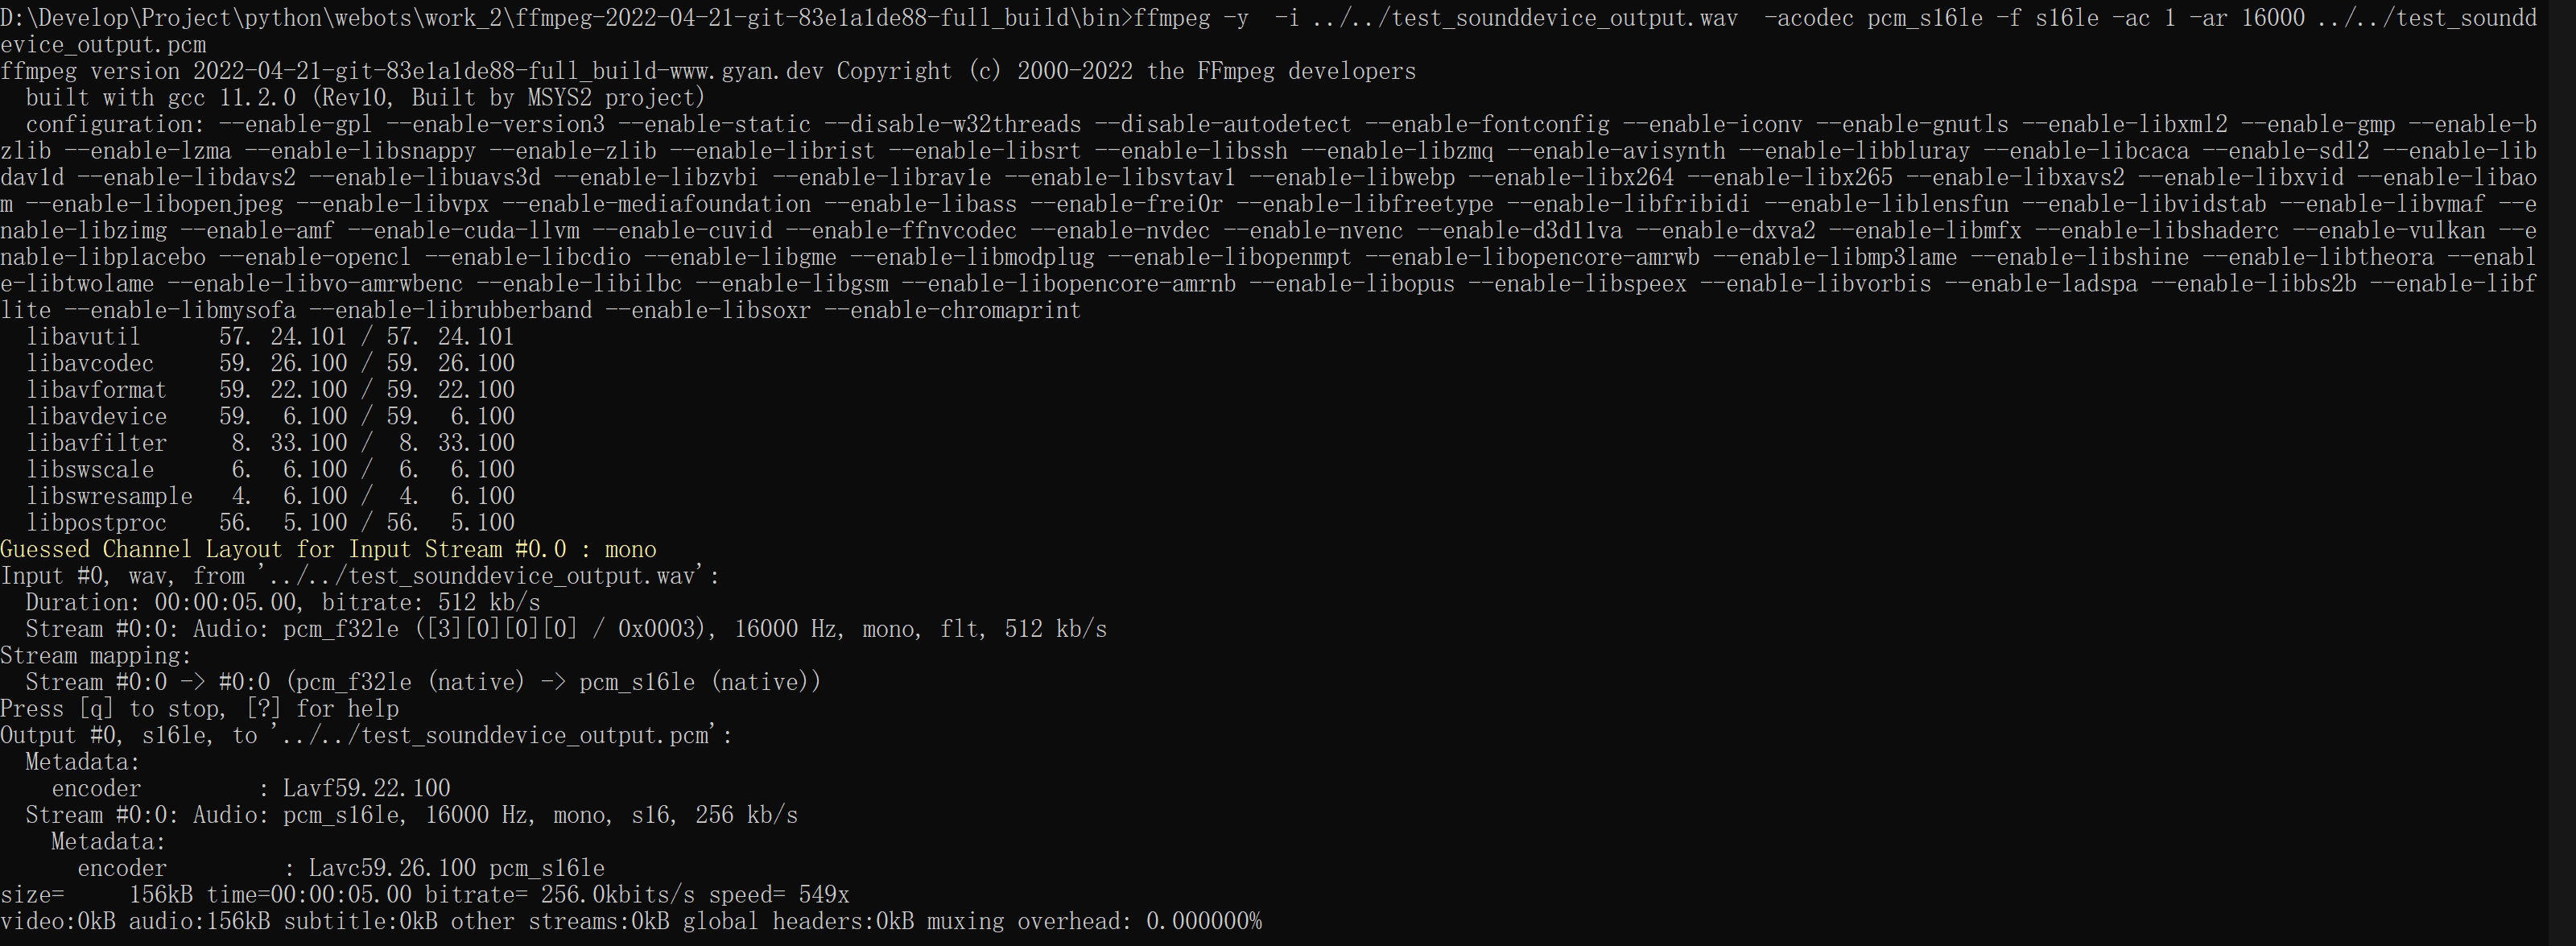 D:\Develop\Project\python\webots\work_2\ffmpeg-2022-04-21-git-83e1a1de88-full_build\bin>ffmpeg -y  -i ../../test_sounddevice_output.wav  -acodec pcm_s16le -f s16le -ac 1 -ar 16000 ../../test_soundd
evice_output.pcm
ffmpeg version 2022-04-21-git-83e1a1de88-full_build-www.gyan.dev Copyright (c) 2000-2022 the FFmpeg developers
  built with gcc 11.2.0 (Rev10, Built by MSYS2 project)
  configuration: --enable-gpl --enable-version3 --enable-static --disable-w32threads --disable-autodetect --enable-fontconfig --enable-iconv --enable-gnutls --enable-libxml2 --enable-gmp --enable-b
zlib --enable-lzma --enable-libsnappy --enable-zlib --enable-librist --enable-libsrt --enable-libssh --enable-libzmq --enable-avisynth --enable-libbluray --enable-libcaca --enable-sdl2 --enable-lib
dav1d --enable-libdavs2 --enable-libuavs3d --enable-libzvbi --enable-librav1e --enable-libsvtav1 --enable-libwebp --enable-libx264 --enable-libx265 --enable-libxavs2 --enable-libxvid --enable-libao
m --enable-libopenjpeg --enable-libvpx --enable-mediafoundation --enable-libass --enable-frei0r --enable-libfreetype --enable-libfribidi --enable-liblensfun --enable-libvidstab --enable-libvmaf --e
nable-libzimg --enable-amf --enable-cuda-llvm --enable-cuvid --enable-ffnvcodec --enable-nvdec --enable-nvenc --enable-d3d11va --enable-dxva2 --enable-libmfx --enable-libshaderc --enable-vulkan --e
nable-libplacebo --enable-opencl --enable-libcdio --enable-libgme --enable-libmodplug --enable-libopenmpt --enable-libopencore-amrwb --enable-libmp3lame --enable-libshine --enable-libtheora --enabl
e-libtwolame --enable-libvo-amrwbenc --enable-libilbc --enable-libgsm --enable-libopencore-amrnb --enable-libopus --enable-libspeex --enable-libvorbis --enable-ladspa --enable-libbs2b --enable-libf
lite --enable-libmysofa --enable-librubberband --enable-libsoxr --enable-chromaprint
  libavutil      57. 24.101 / 57. 24.101
  libavcodec     59. 26.100 / 59. 26.100
  libavformat    59. 22.100 / 59. 22.100
  libavdevice    59.  6.100 / 59.  6.100
  libavfilter     8. 33.100 /  8. 33.100
  libswscale      6.  6.100 /  6.  6.100
  libswresample   4.  6.100 /  4.  6.100
  libpostproc    56.  5.100 / 56.  5.100
Guessed Channel Layout for Input Stream #0.0 : mono
Input #0, wav, from '../../test_sounddevice_output.wav':
  Duration: 00:00:05.00, bitrate: 512 kb/s
  Stream #0:0: Audio: pcm_f32le ([3][0][0][0] / 0x0003), 16000 Hz, mono, flt, 512 kb/s
Stream mapping:
  Stream #0:0 -> #0:0 (pcm_f32le (native) -> pcm_s16le (native))
Press [q] to stop, [?] for help
Output #0, s16le, to '../../test_sounddevice_output.pcm':
  Metadata:
    encoder         : Lavf59.22.100
  Stream #0:0: Audio: pcm_s16le, 16000 Hz, mono, s16, 256 kb/s
    Metadata:
      encoder         : Lavc59.26.100 pcm_s16le
size=     156kB time=00:00:05.00 bitrate= 256.0kbits/s speed= 549x
video:0kB audio:156kB subtitle:0kB other streams:0kB global headers:0kB muxing overhead: 0.000000%